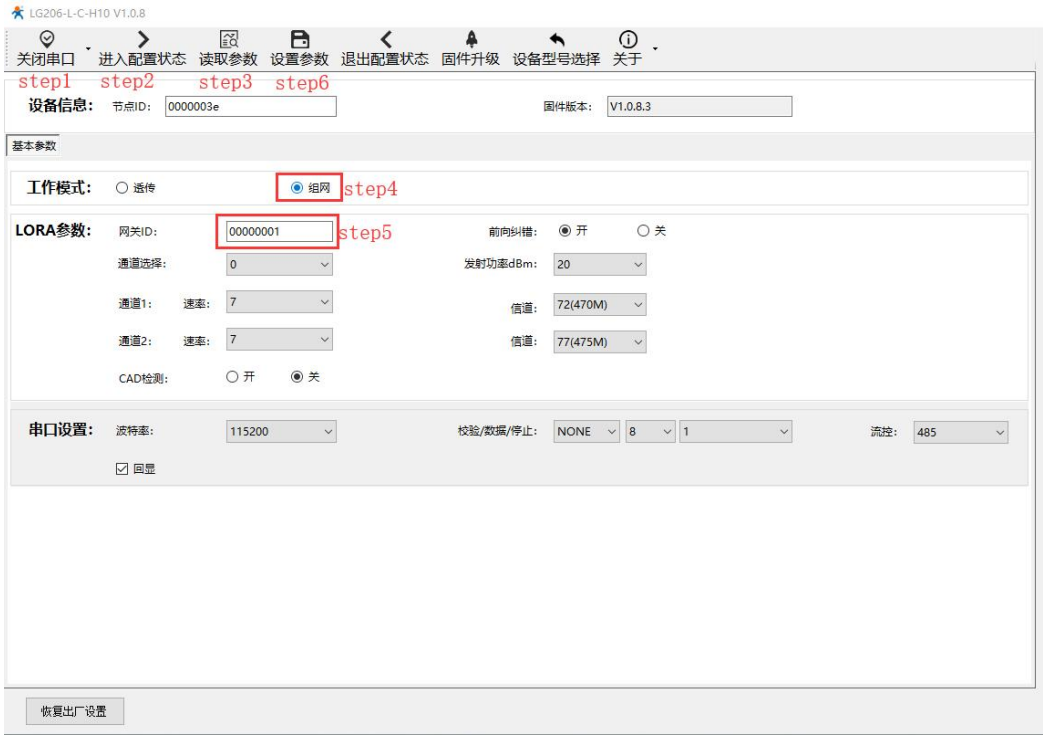 LG206-L-C-H10 V1.0.8
关闭串口 进入配置状态 读取参数 设置参数 退出配置状态 固件升级 设备型号选择 关于
step1 step2 step3 step6
设备信息: 节点ID: 0000003e 固件版本: V1.0.8.3
基本参数
工作模式: 透传 组网 step4
LORA参数: 网关ID: 00000001 step5 前向纠错: 开 关
通道选择: 0 发射功率dBm: 20
通道1: 速率: 7 信道: 72(470M)
通道2: 速率: 7 信道: 77(475M)
CAD检测: 开 关
串口设置: 波特率: 115200 校验/数据/停止: NONE 8 1 流控: 485
回显
恢复出厂设置